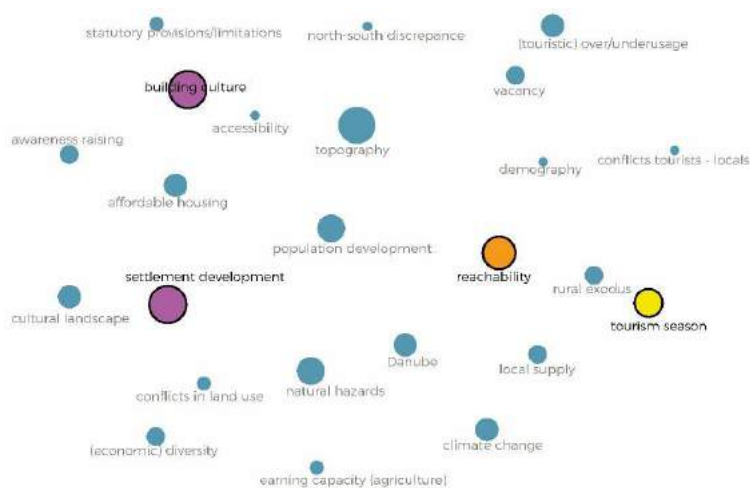 statutory provisions/limitations
north-south discrepance
(touristic) over/underusage
building culture
vacancy
accessibility
awareness raising
topography
demography
conflicts tourists - locals
affordable housing
population development
settlement development
reachability
rural exodus
cultural landscape
tourism season
Danube
local supply
conflicts in land use
natural hazards
(economic) diversity
climate change
earning capacity (agriculture)